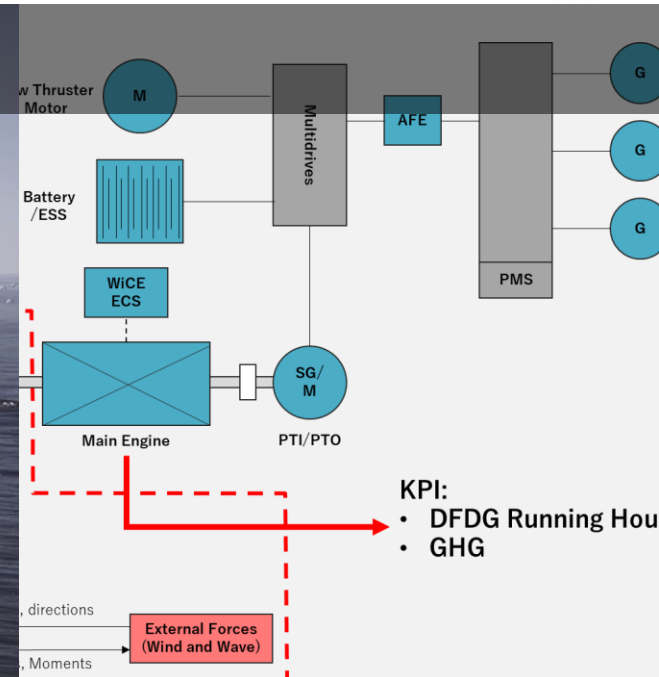 w Thruster
Motor
M
Multidrives
AFE
G
G
G
Battery
/ESS
PMS
WiCE
ECS
SG/
M
Main Engine
PTI/PTO
KPI:
• DFDG Running Hou
• GHG
, directions
External Forces
(Wind and Wave)
, Moments